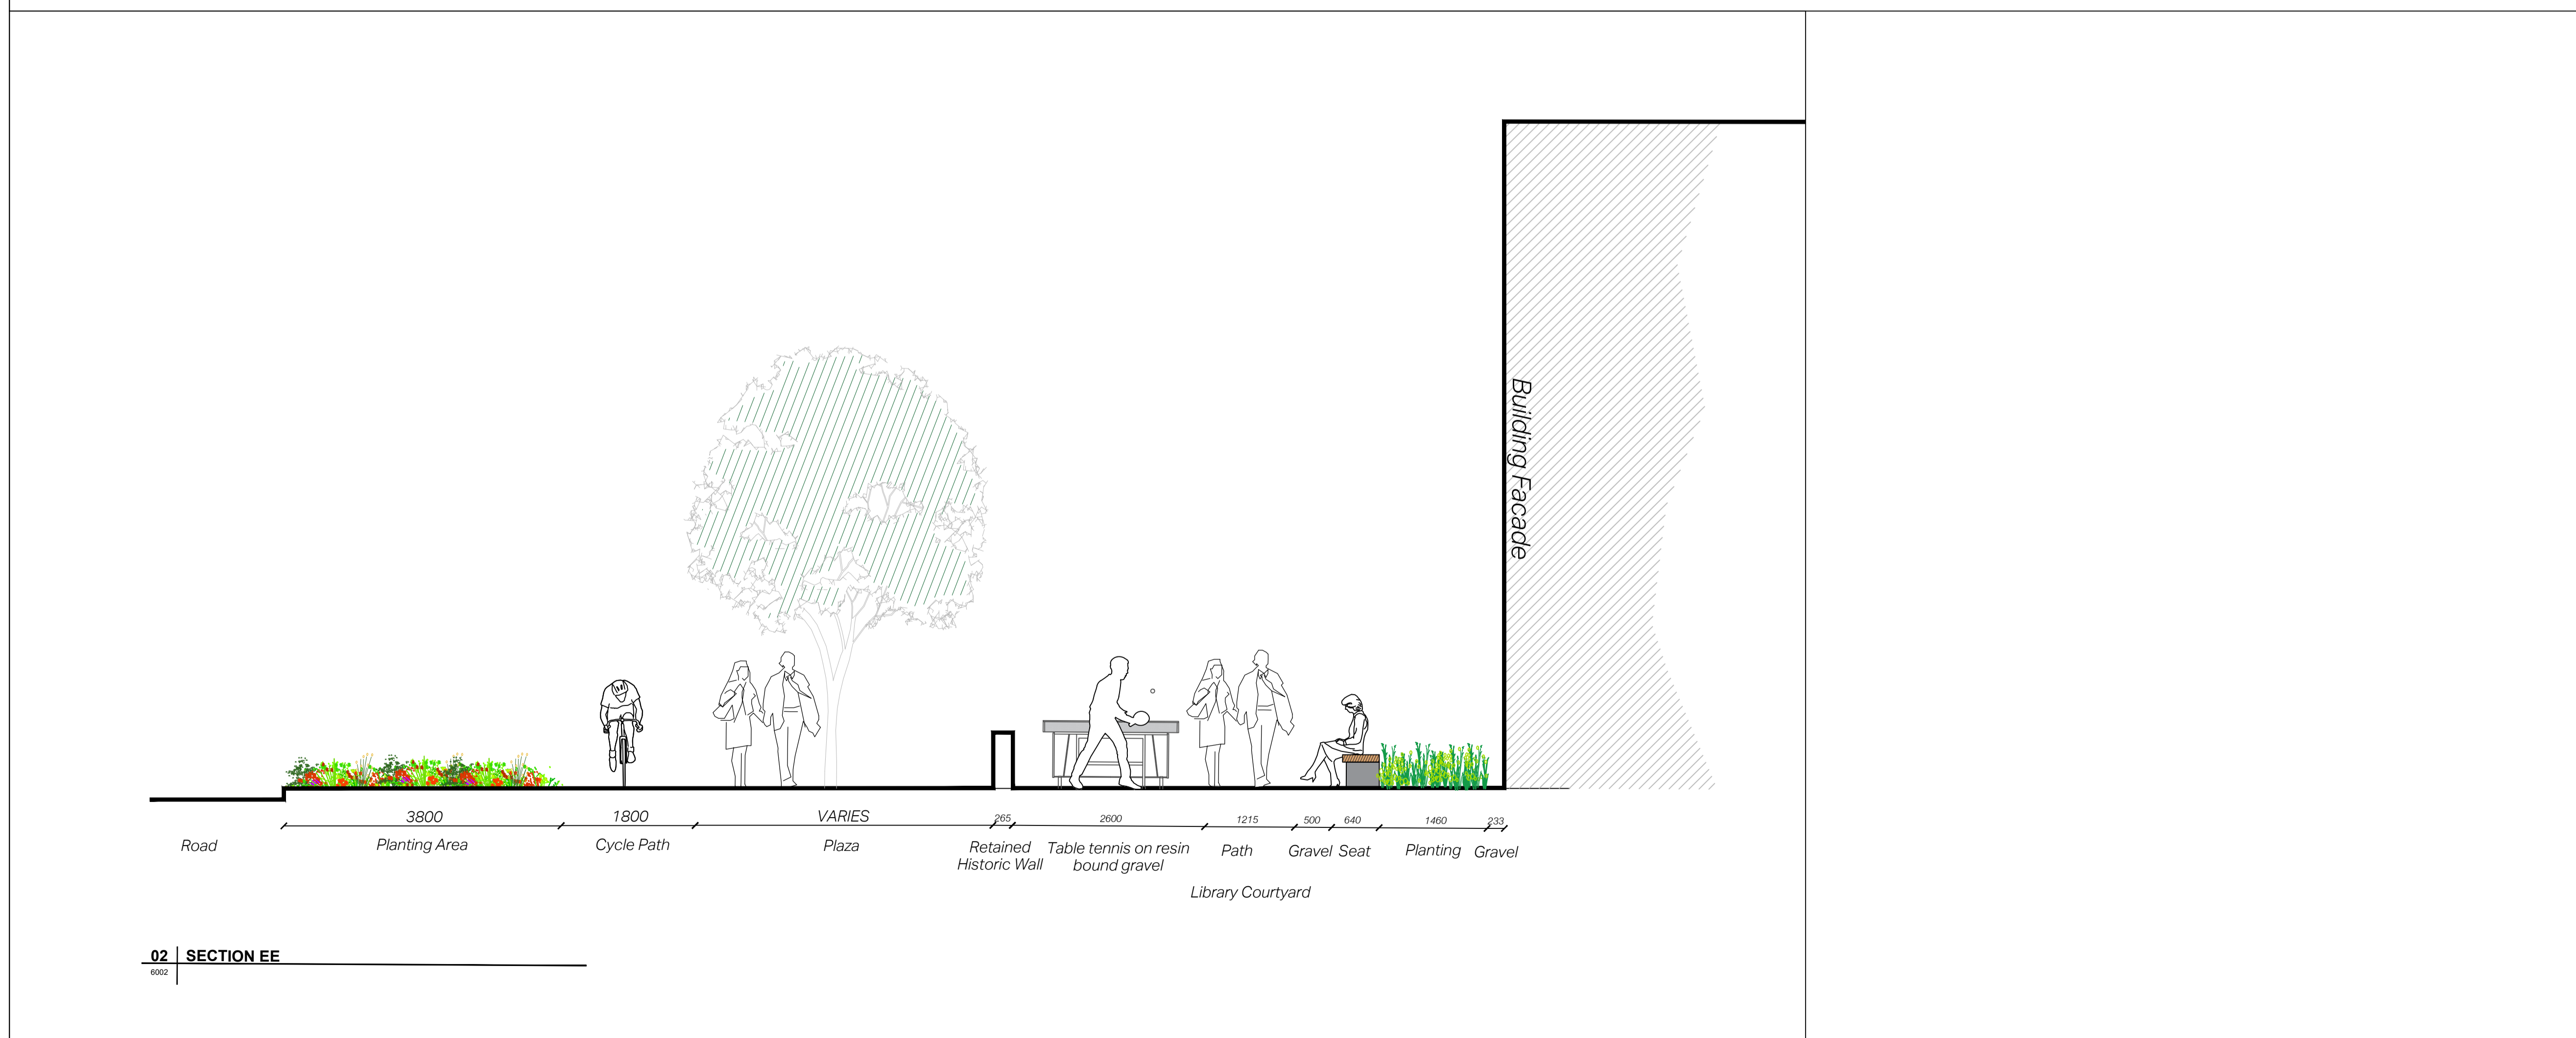 Building Facade
3800
1800
VARIES
265
2600
1215
500
640
1460
233
Road
Planting Area
Cycle Path
Plaza
Retained
Historic Wall
Table tennis on resin
bound gravel
Path
Gravel
Seat
Planting
Gravel
Library Courtyard
02 SECTION EE
6002